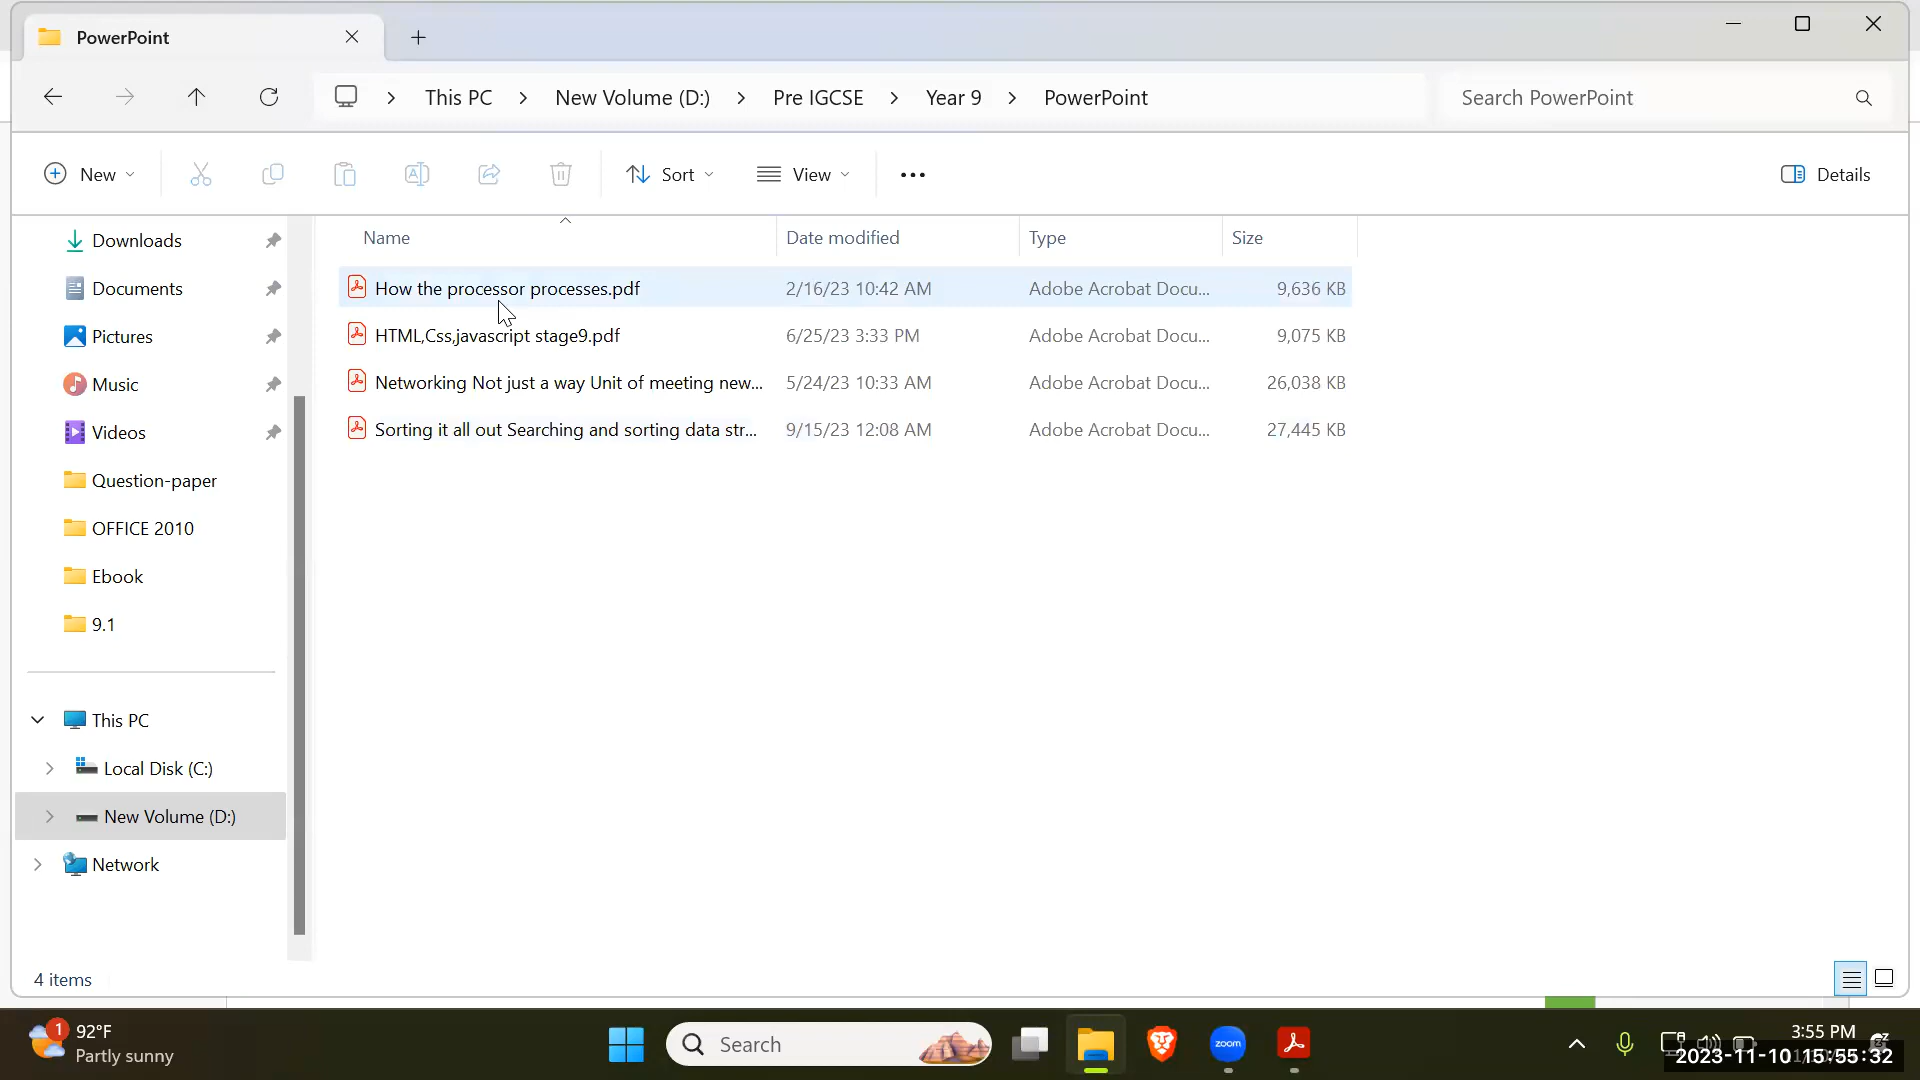 PowerPoint
This PC
New Volume (D:)
Pre IGCSE
Year 9
PowerPoint
Search PowerPoint
New
Sort
View
Details
Downloads
Documents
Pictures
Music
Videos
Question-paper
OFFICE 2010
Ebook
9.1
This PC
Local Disk (C:)
New Volume (D:)
Network
Name Date modified Type Size
How the processor processes.pdf 2/16/23 10:42 AM Adobe Acrobat Docu... 9,636 KB
HTML,Css,javascript stage9.pdf 6/25/23 3:33 PM Adobe Acrobat Docu... 9,075 KB
Networking Not just a way Unit of meeting new... 5/24/23 10:33 AM Adobe Acrobat Docu... 26,038 KB
Sorting it all out Searching and sorting data str... 9/15/23 12:08 AM Adobe Acrobat Docu... 27,445 KB
4 items
1
92°F
Partly sunny
Search
zoom
3:55 PM
2023-11-10 15:55:32